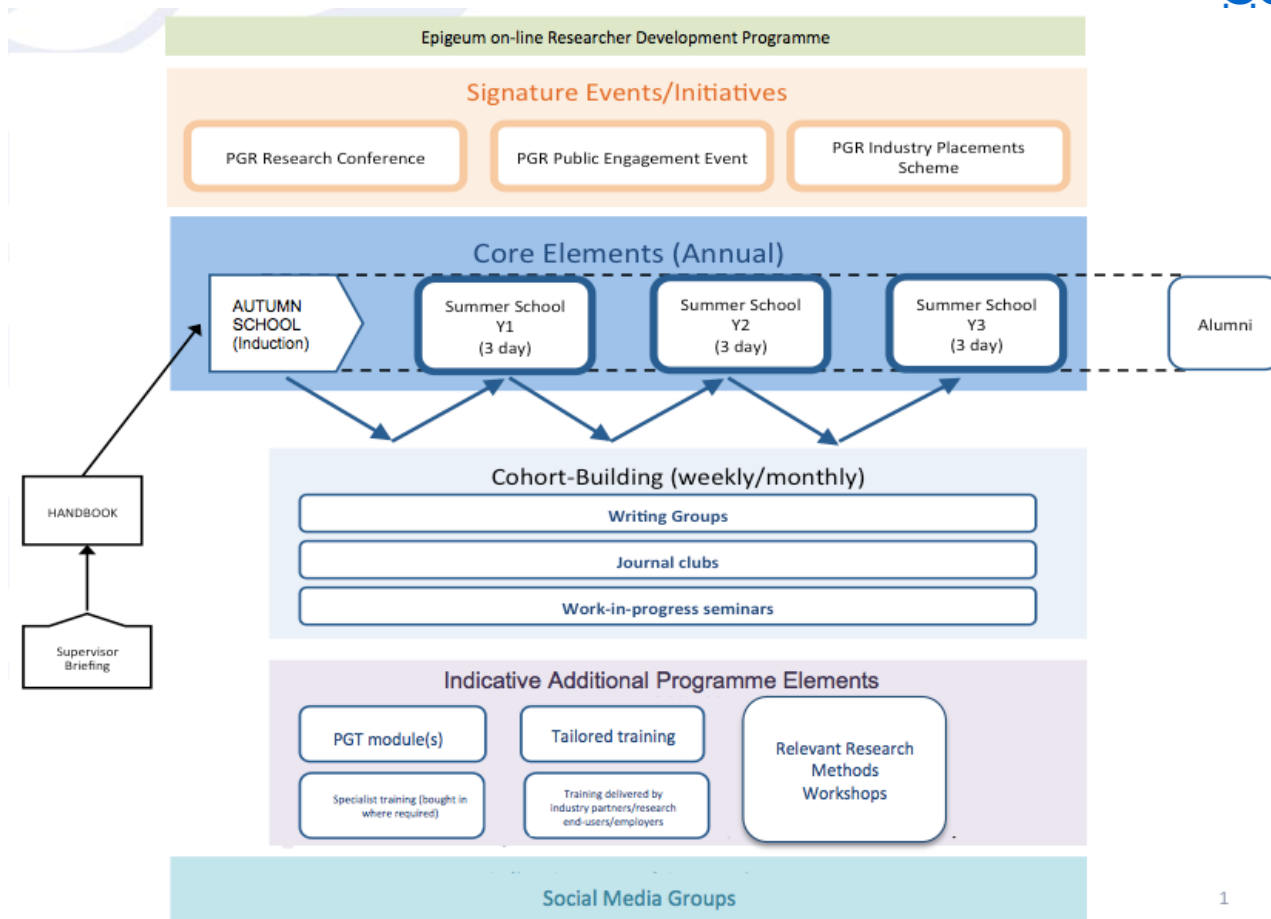 Epigeum on-line Researcher Development Programme
Signature Events/Initiatives
PGR Research Conference
PGR Public Engagement Event
PGR Industry Placements
Scheme
Core Elements (Annual)
AUTUMN
SCHOOL
(Induction)
Summer School
Y1
(3 day)
Summer School
Y2
(3 day)
Summer School
Y3
(3 day)
Alumni
HANDBOOK
Supervisor
Briefing
Cohort-Building (weekly/monthly)
Writing Groups
Journal clubs
Work-in-progress seminars
Indicative Additional Programme Elements
PGT module(s)
Tailored training
Relevant Research
Methods
Workshops
Specialist training (bought in
where required)
Training delivered by
industry partners/research
end-users/employers
Social Media Groups
1